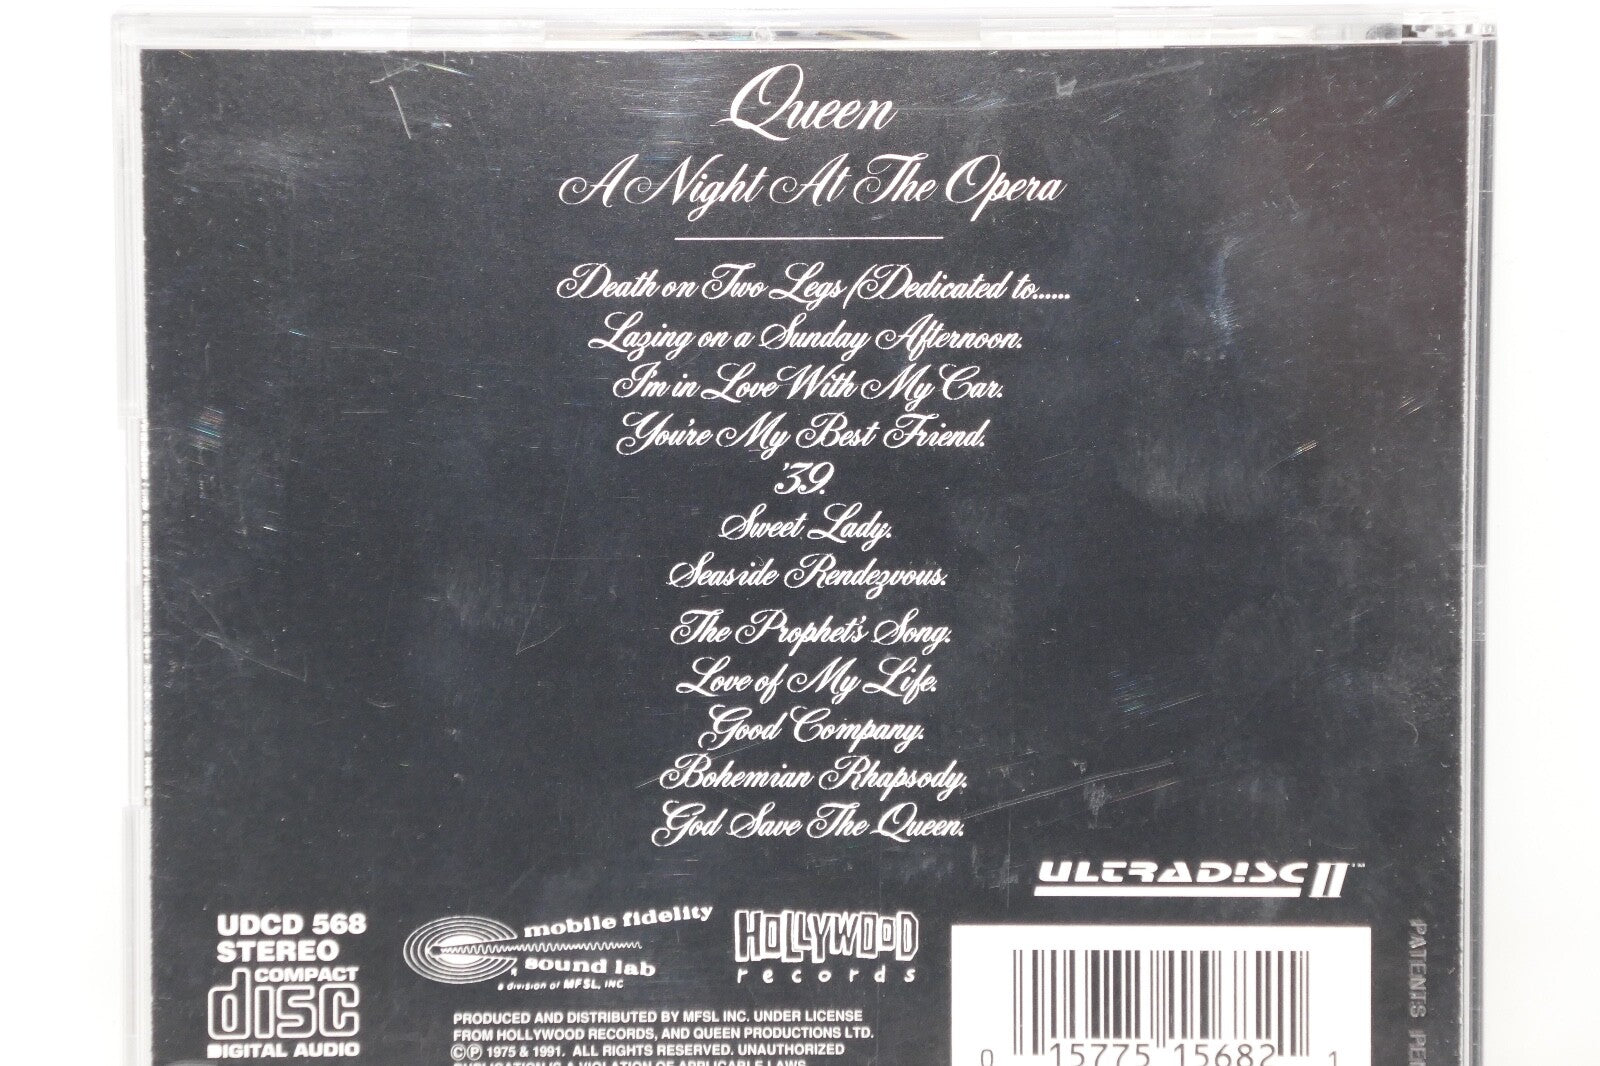 Queen
A Night At The Opera
Death on Two Legs (Dedicated to......
Lazing on a Sunday Afternoon.
I'm in Love With My Car.
You're My Best Friend.
'39.
Sweet Lady.
Seaside Rendezvous.
The Prophet's Song.
Love of My Life.
Good Company.
Bohemian Rhapsody.
God Save The Queen.
ULTRADISC II™
UDCD 568
STEREO
COMPACT
disc
DIGITAL AUDIO
mobile fidelity
sound lab
a division of MFSL, INC
HOLLYWOOD
records
PRODUCED AND DISTRIBUTED BY MFSL INC. UNDER LICENSE
FROM HOLLYWOOD RECORDS, AND QUEEN PRODUCTIONS LTD.
©Ⓟ 1975 & 1991. ALL RIGHTS RESERVED. UNAUTHORIZED
PUBLICATION IS A VIOLATION OF APPLICABLE LAWS
0 15775 15682 1
PATENTS